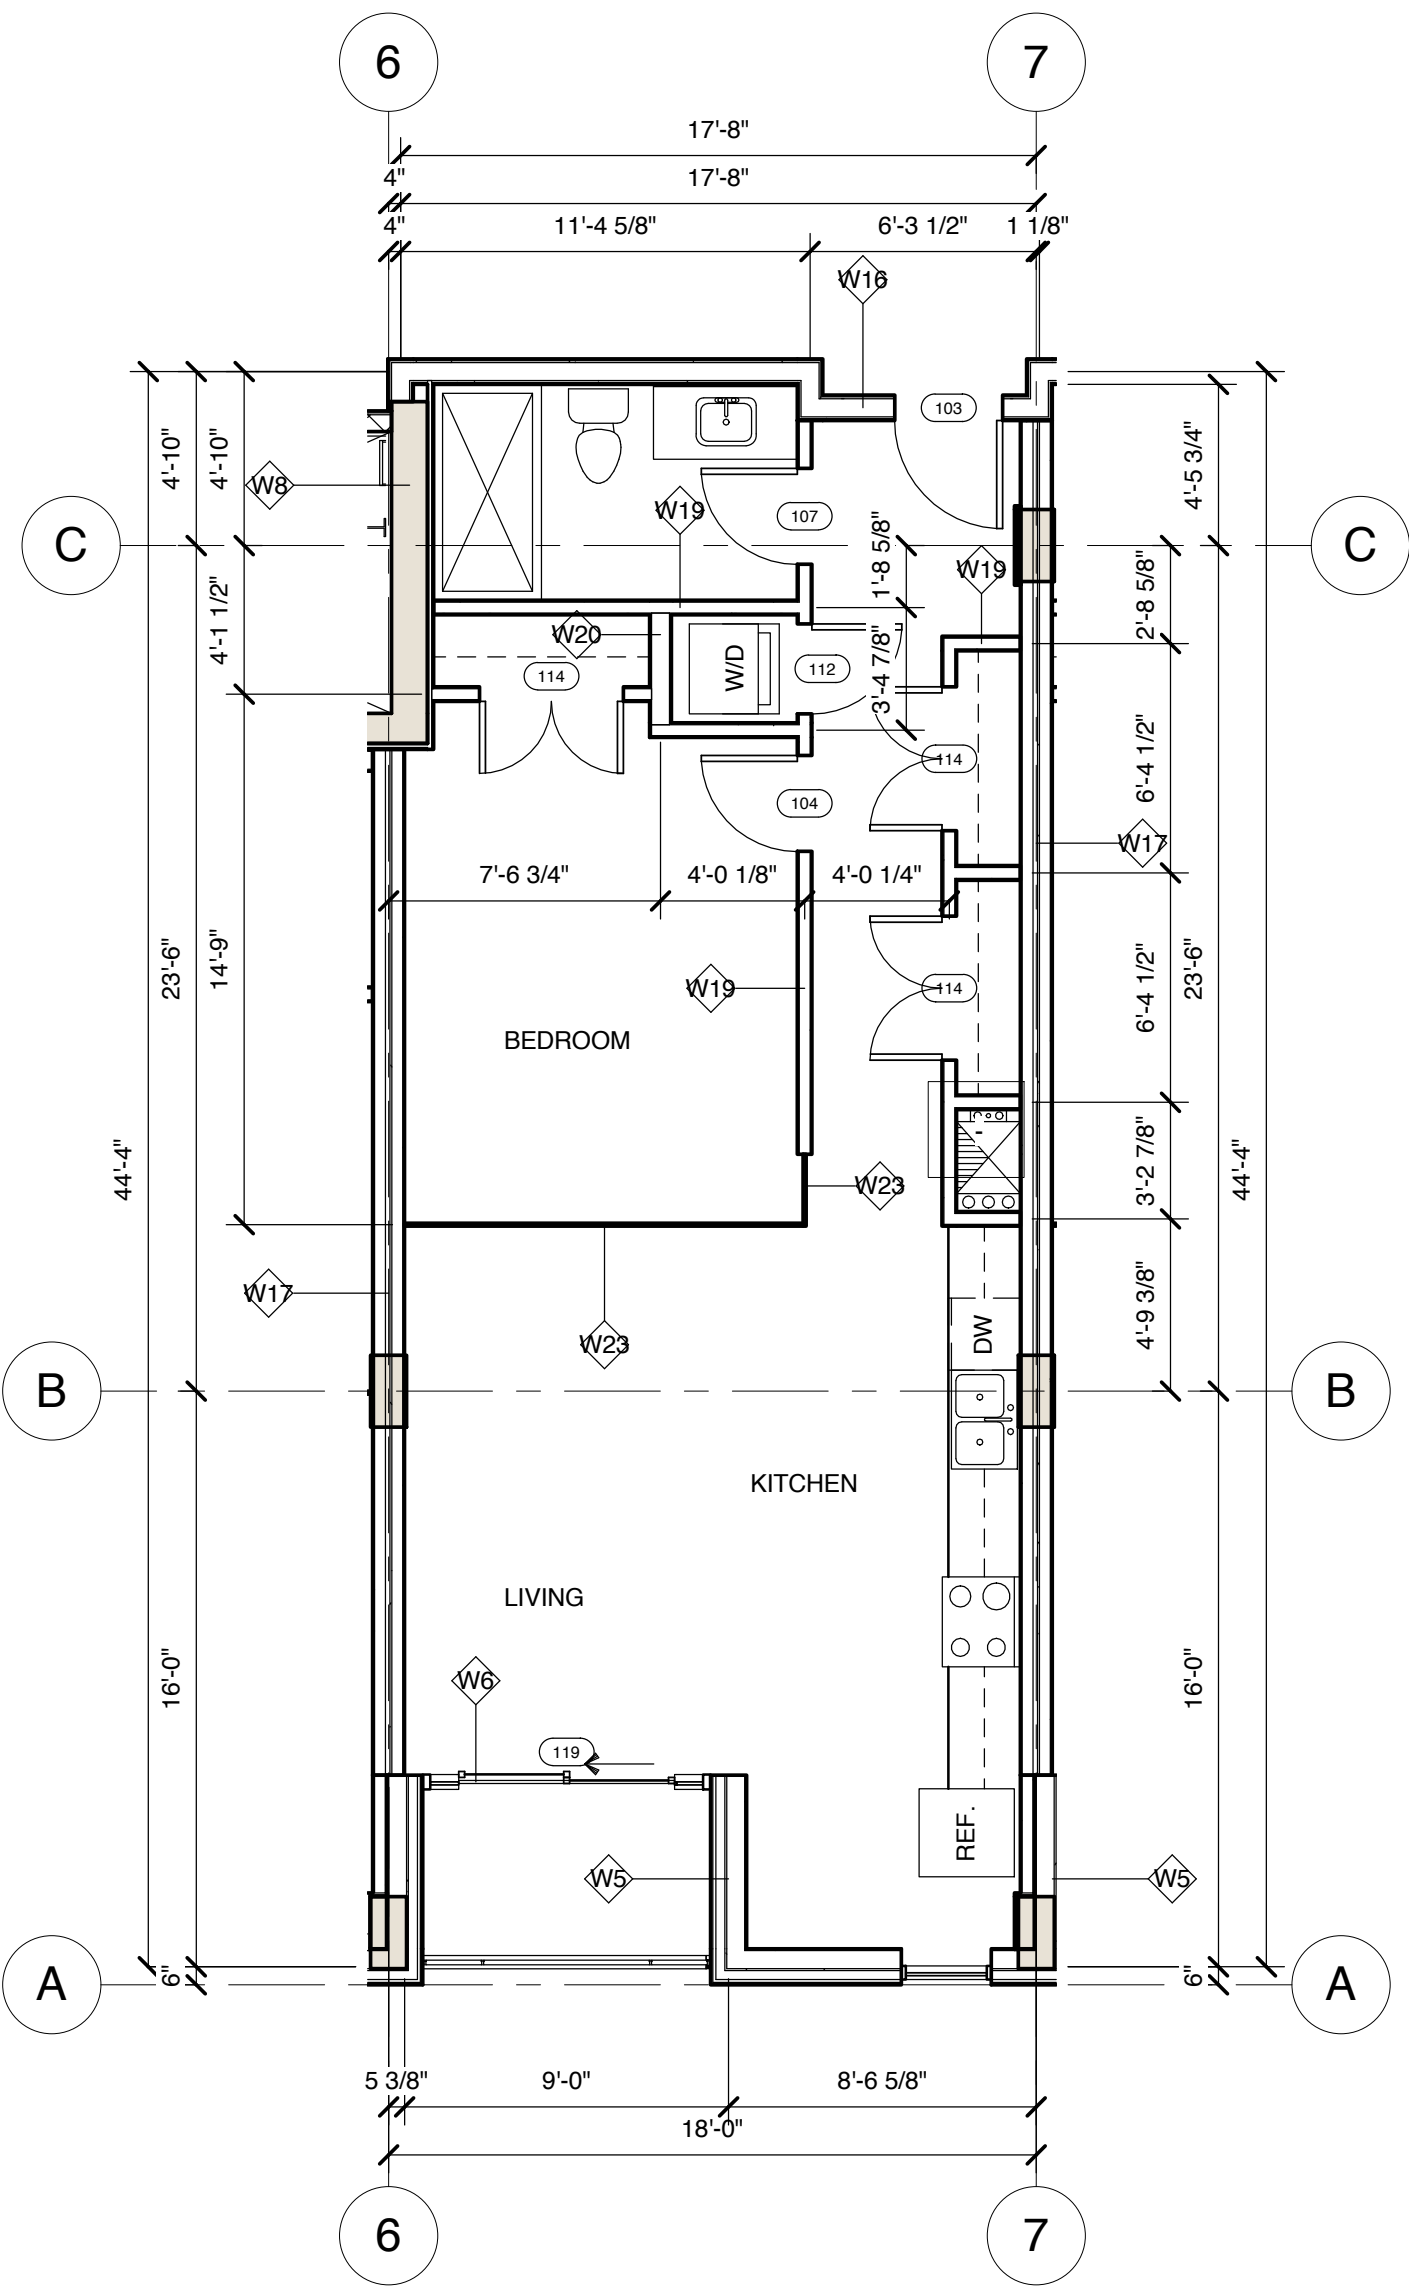 6 7
17'-8"
4" 17'-8"
4" 11'-4 5/8" 6'-3 1/2" 1 1/8"
W16
103
4'-10" 4'-10" 4'-5 3/4"
W8
W19 107
C 1'-8 5/8" C
W19
4'-1 1/2" 2'-8 5/8"
W20 W/D 112 3'-4 7/8"
114
114 6'-4 1/2"
104
W17
7'-6 3/4" 4'-0 1/8" 4'-0 1/4"
23'-6" 14'-9" 6'-4 1/2" 23'-6"
W19 114
BEDROOM
44'-4" 3'-2 7/8" 44'-4"
W23
W17 4'-9 3/8"
W23 DW
B B
KITCHEN
LIVING
16'-0" 16'-0"
W6
119
REF.
W5 W5
A 6" 6" A
5 3/8" 9'-0" 8'-6 5/8"
18'-0"
6 7